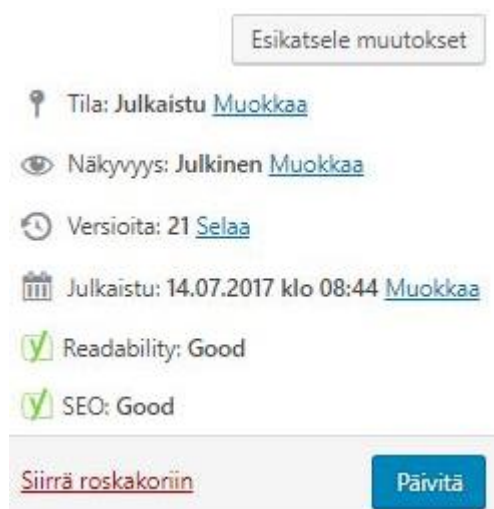 Esikatsele muutokset
Tila: Julkaistu Muokkaa
Näkyvyys: Julkinen Muokkaa
Versioita: 21 Selaa
Julkaistu: 14.07.2017 klo 08:44 Muokkaa
Readability: Good
SEO: Good
Siirrä roskakoriin
Päivitä